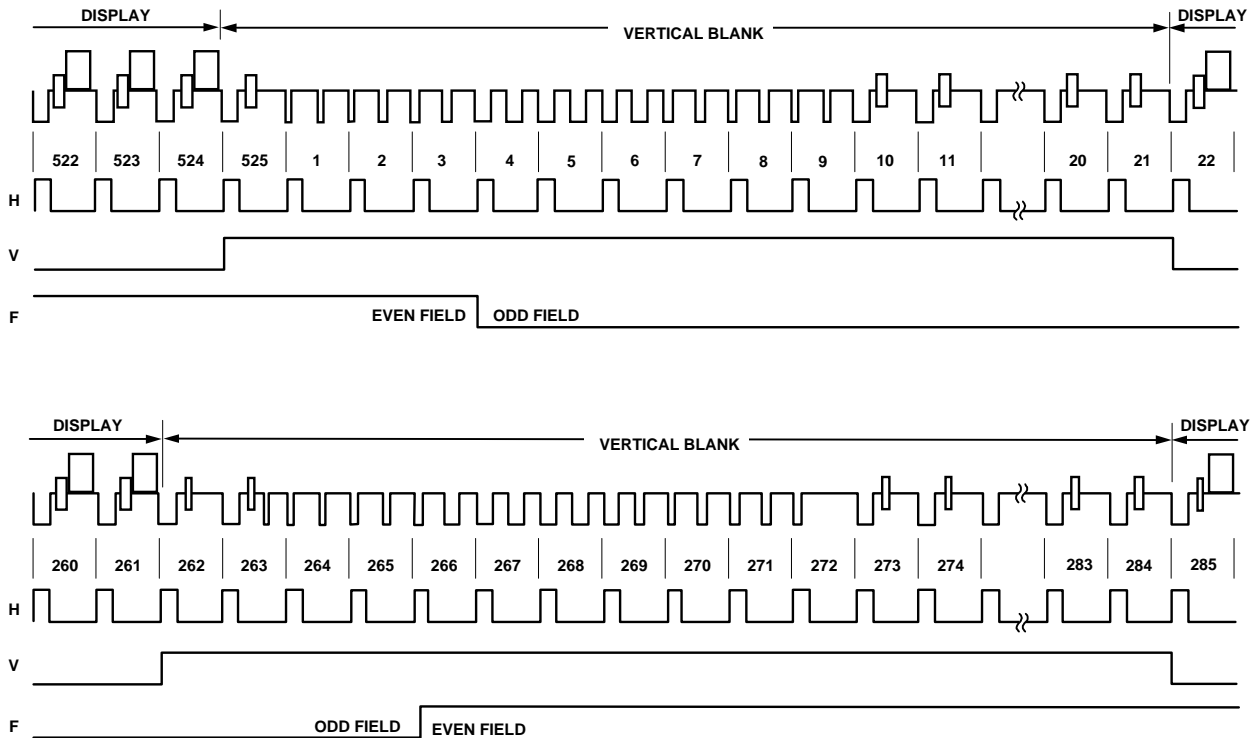 DISPLAY VERTICAL BLANK DISPLAY
522 523 524 525 1 2 3 4 5 6 7 8 9 10 11 20 21 22
H
V
F EVEN FIELD ODD FIELD
DISPLAY VERTICAL BLANK DISPLAY
260 261 262 263 264 265 266 267 268 269 270 271 272 273 274 283 284 285
H
V
F ODD FIELD EVEN FIELD